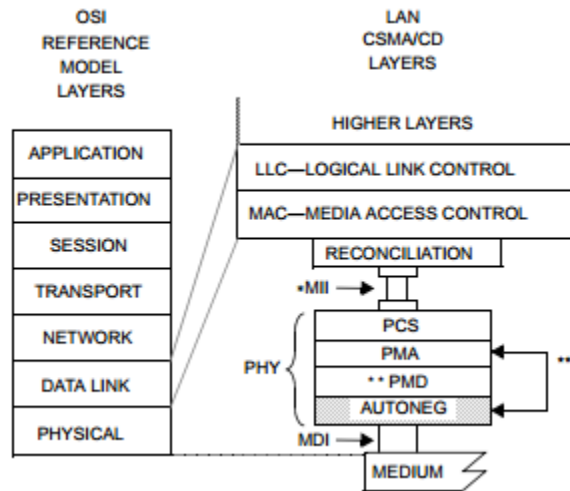 OSI
REFERENCE
MODEL
LAYERS
APPLICATION
PRESENTATION
SESSION
TRANSPORT
NETWORK
DATA LINK
PHYSICAL
LAN
CSMA/CD
LAYERS
HIGHER LAYERS
LLC—LOGICAL LINK CONTROL
MAC—MEDIA ACCESS CONTROL
RECONCILIATION
*MII
PHY
PCS
PMA
** PMD
AUTONEG
**
MDI
MEDIUM